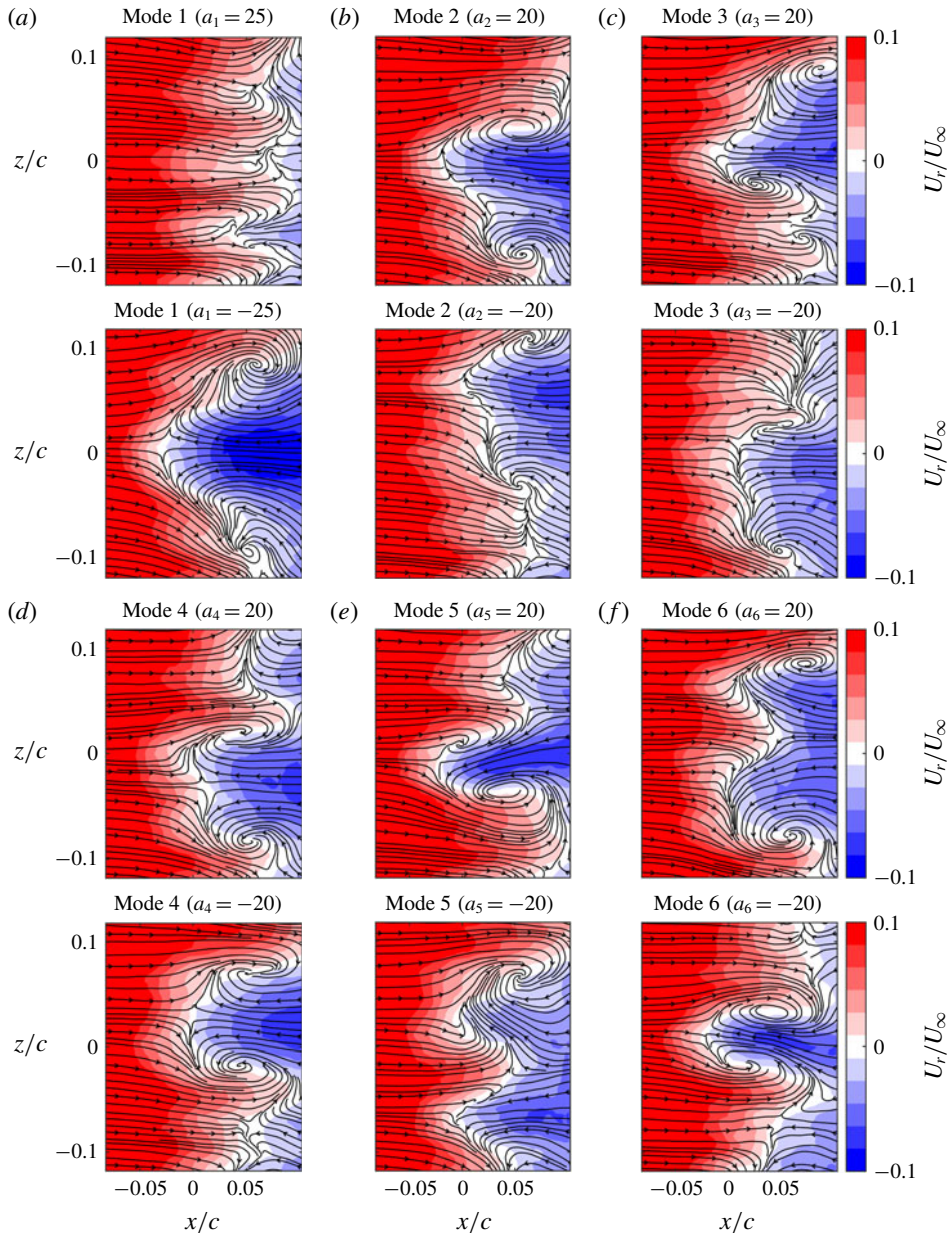 (a) Mode 1 (a1 = 25) (b) Mode 2 (a2 = 20) (c) Mode 3 (a3 = 20)
0.1 0.1
z/c 0 0 Ur/U∞
−0.1 −0.1
Mode 1 (a1 = −25) Mode 2 (a2 = −20) Mode 3 (a3 = −20)
0.1 0.1
z/c 0 0 Ur/U∞
−0.1 −0.1
(d) Mode 4 (a4 = 20) (e) Mode 5 (a5 = 20) (f) Mode 6 (a6 = 20)
0.1 0.1
z/c 0 0 Ur/U∞
−0.1 −0.1
Mode 4 (a4 = −20) Mode 5 (a5 = −20) Mode 6 (a6 = −20)
0.1 0.1
z/c 0 0 Ur/U∞
−0.1 −0.1
−0.05 0 0.05 0 0.05 −0.05 0 0.05
x/c x/c x/c